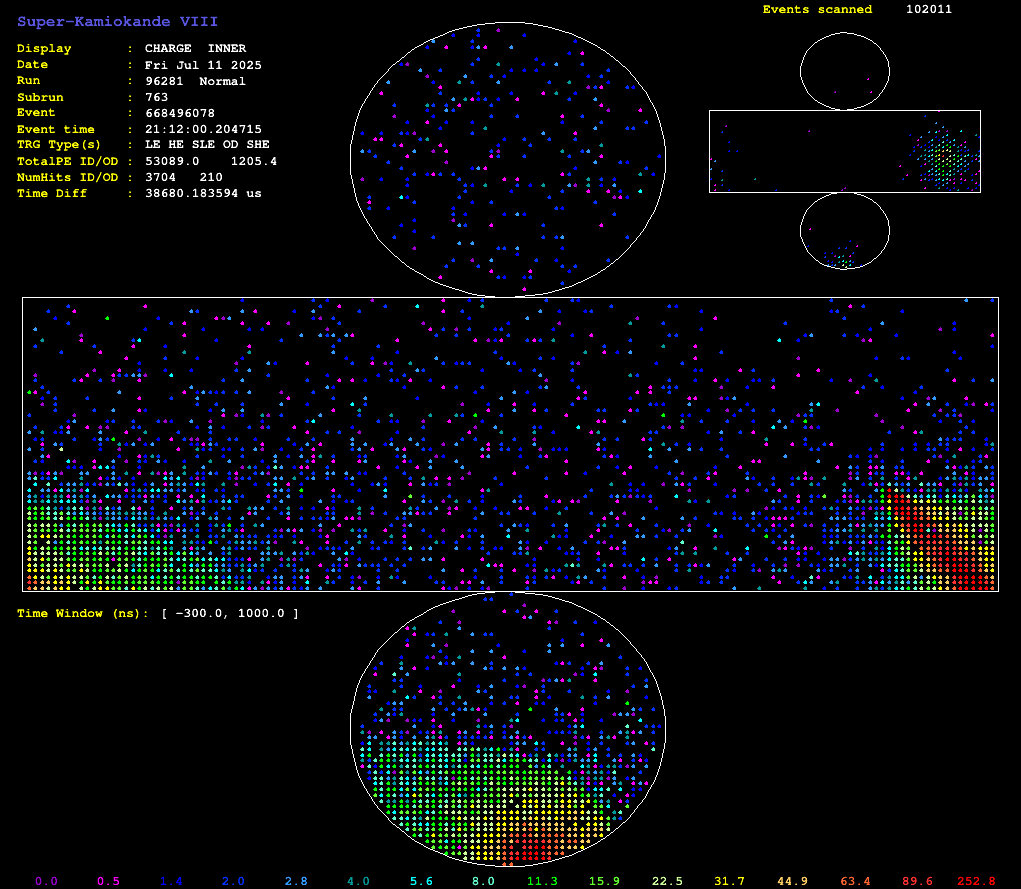 Super-Kamiokande VIII
Events scanned 102011
Display : CHARGE INNER
Date : Fri Jul 11 2025
Run : 96281 Normal
Subrun : 763
Event : 668496078
Event time : 21:12:00.204715
TRG Type(s) : LE HE SLE OD SHE
TotalPE ID/OD : 53089.0 1205.4
NumHits ID/OD : 3704 210
Time Diff : 38680.183594 us
Time Window (ns): [ -300.0, 1000.0 ]
0.0 0.5 1.4 2.0 2.8 4.0 5.6 8.0 11.3 15.9 22.5 31.7 44.9 63.4 89.6 252.8